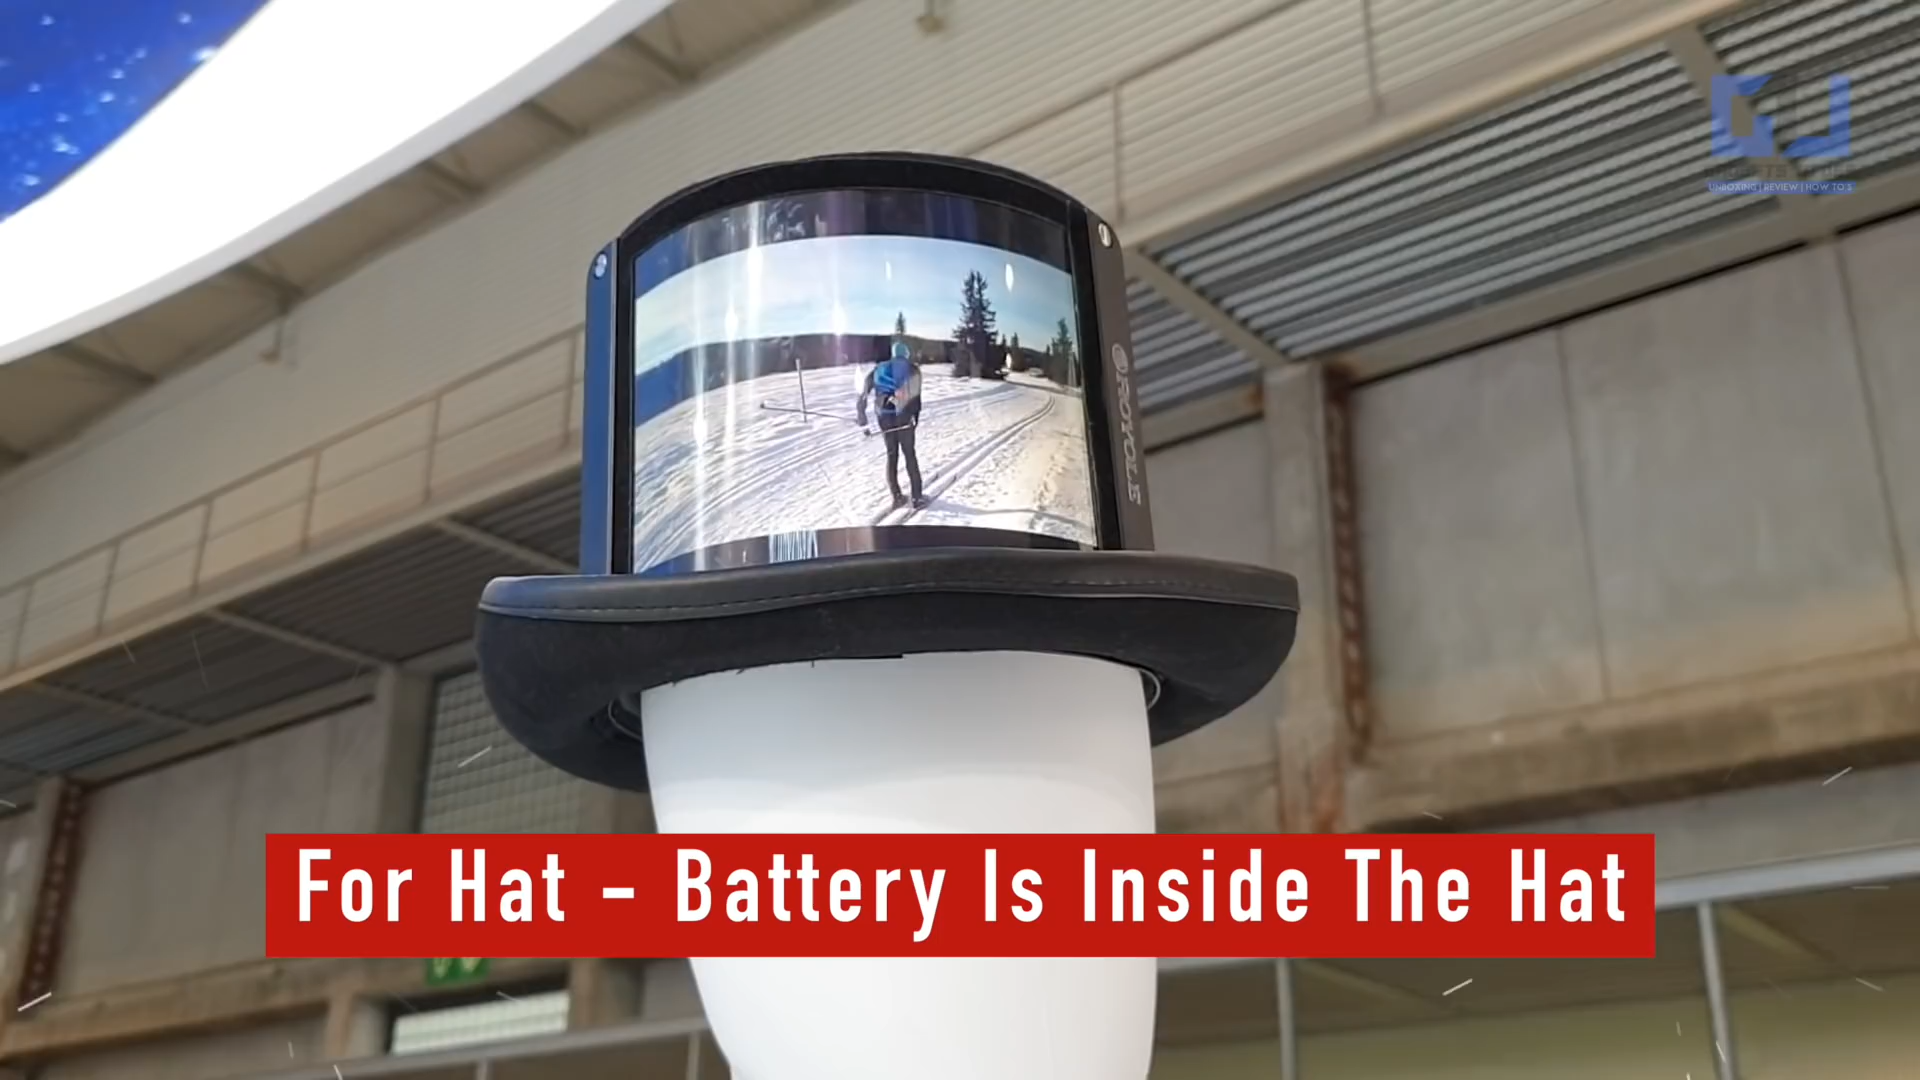 UNBOXING | REVIEW | HOW TO'S
ROYOLE
For Hat - Battery Is Inside The Hat